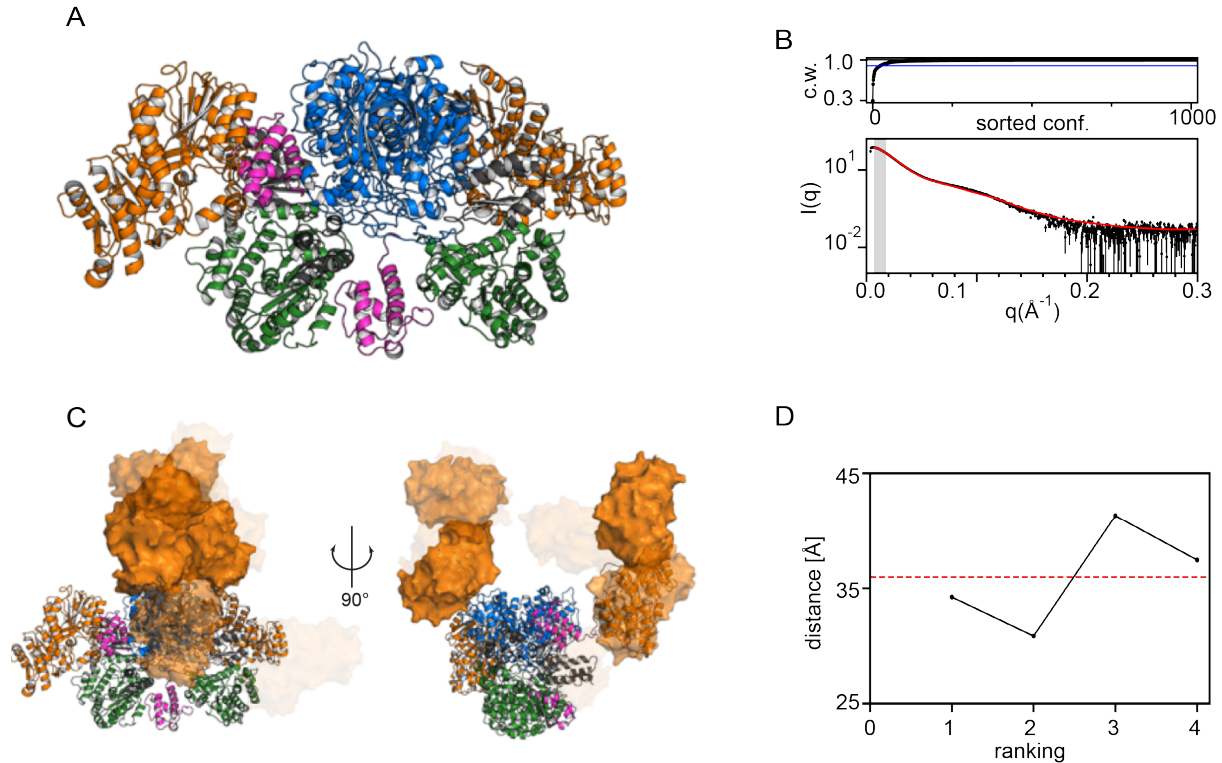 A
B
c.w.
1.0
0.3
0
1000
sorted conf.
I(q)
10¹
10⁻²
0.0
0.1
0.2
0.3
q(Å⁻¹)
C
90°
D
distance [Å]
45
35
25
0
1
2
3
4
ranking